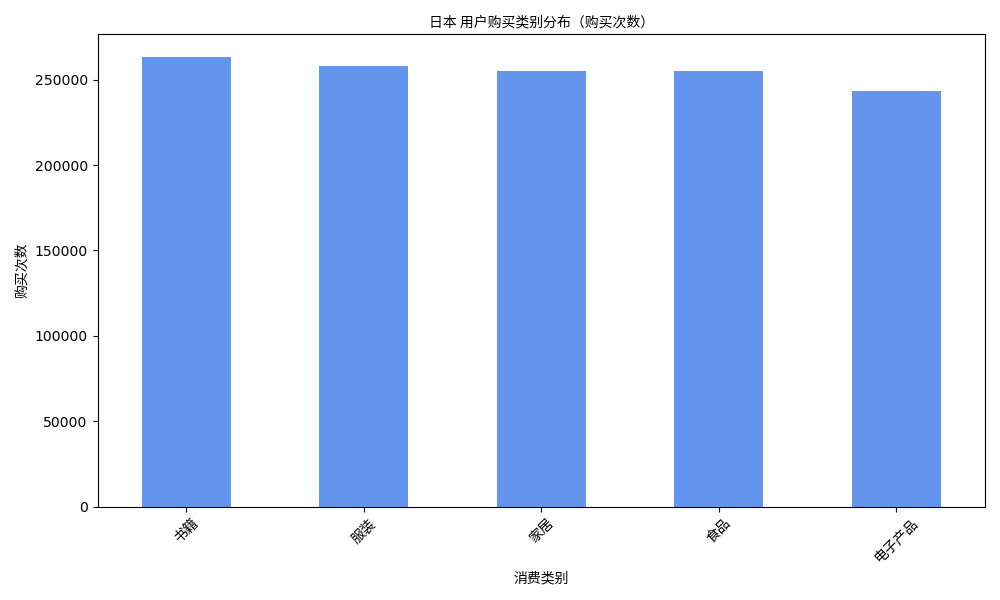 日本 用户购买类别分布（购买次数）
购买次数
250000
200000
150000
100000
50000
0
书籍
服装
家居
食品
电子产品
消费类别